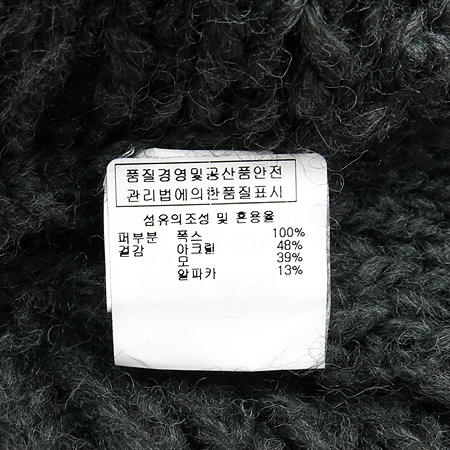 품질경영및공산품안전
관리법에의한품질표시
섬유의조성 및 혼용율
퍼부분 폭스 100%
겉감 아크릴 48%
모 39%
알파카 13%